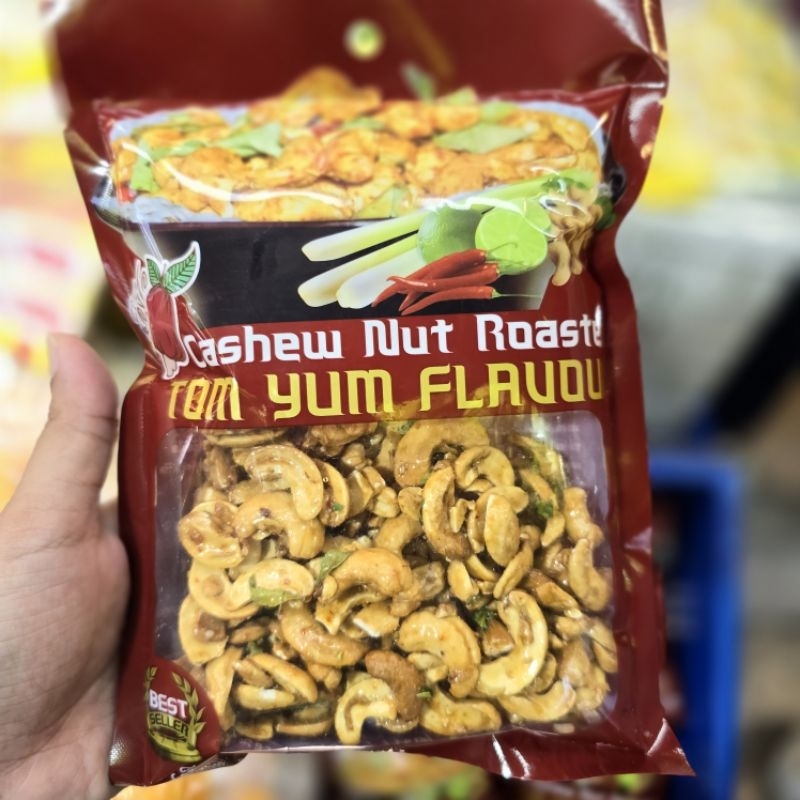 Cashew Nut Roaste
TOM YUM FLAVOU
BEST
SELLER